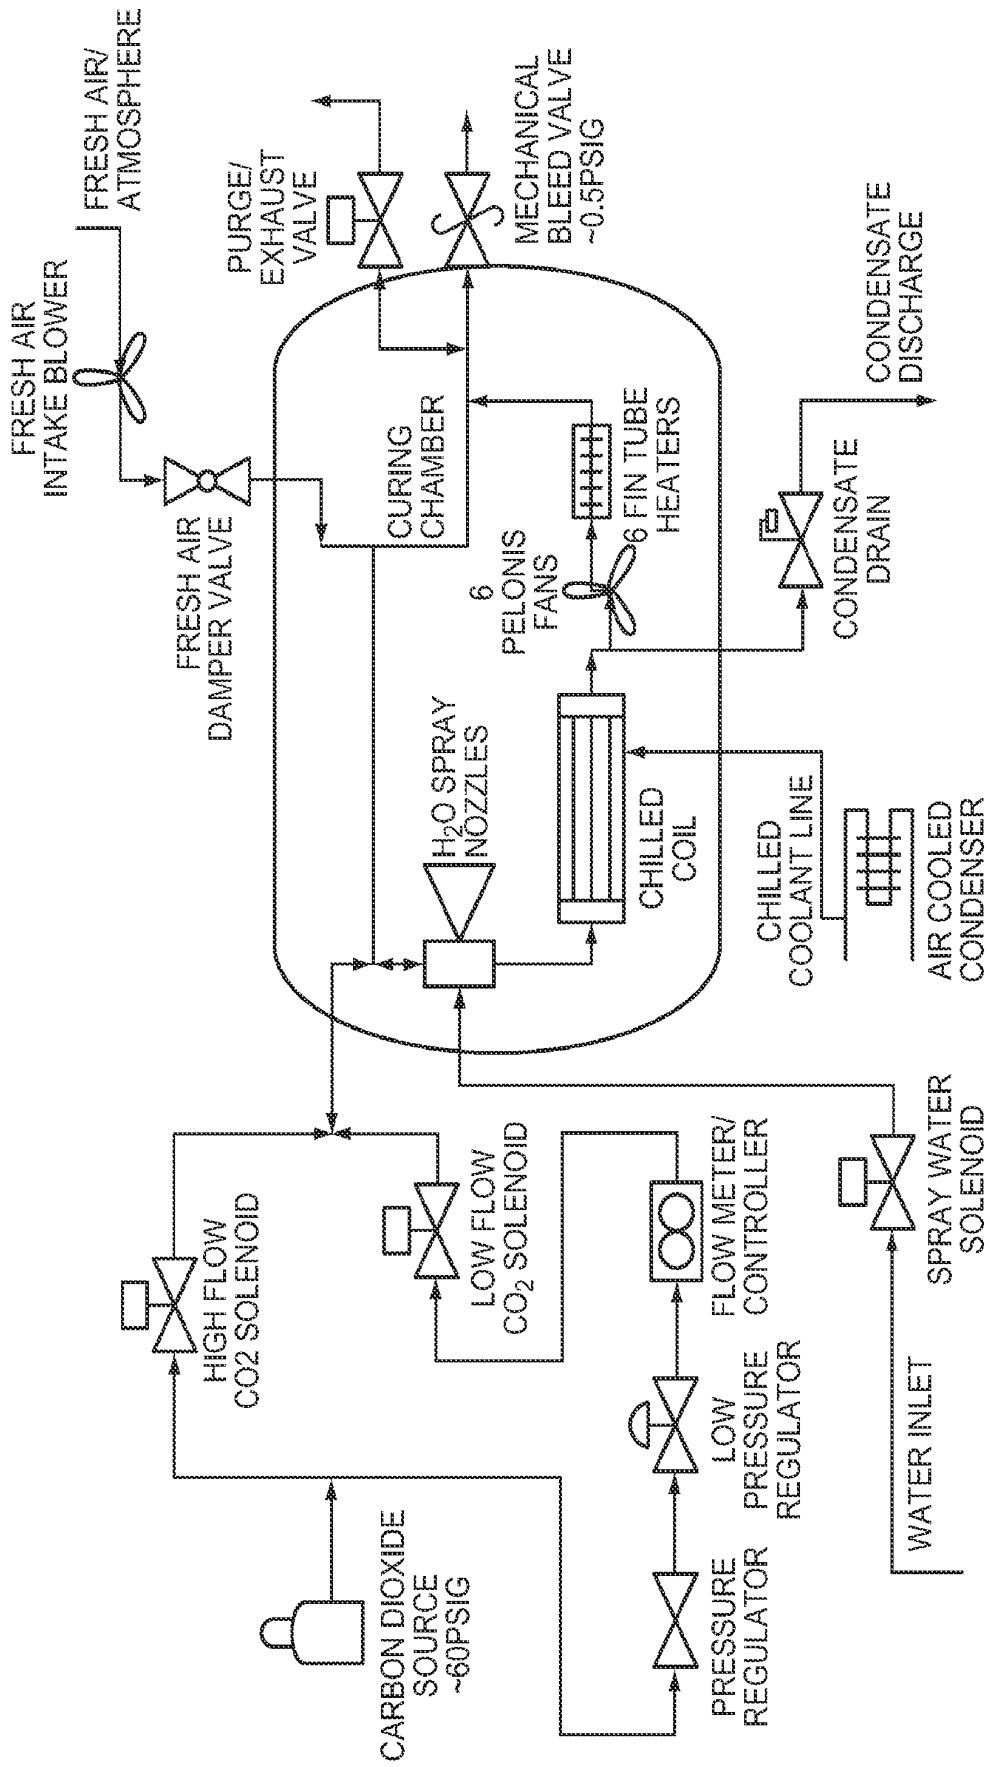 FRESH AIR/
ATMOSPHERE
FRESH AIR
INTAKE BLOWER
PURGE/
EXHAUST
VALVE
MECHANICAL
BLEED VALVE
~0.5PSIG
FRESH AIR
DAMPER VALVE
CURING
CHAMBER
6
PELONIS
FANS
6 FIN TUBE
HEATERS
CONDENSATE
DISCHARGE
CONDENSATE
DRAIN
H2O SPRAY
NOZZLES
CHILLED
COIL
CHILLED
COOLANT LINE
AIR COOLED
CONDENSER
HIGH FLOW
CO2 SOLENOID
LOW FLOW
CO2 SOLENOID
FLOW METER/
CONTROLLER
SPRAY WATER
SOLENOID
CARBON DIOXIDE
SOURCE
~60PSIG
PRESSURE
REGULATOR
LOW
PRESSURE
REGULATOR
WATER INLET